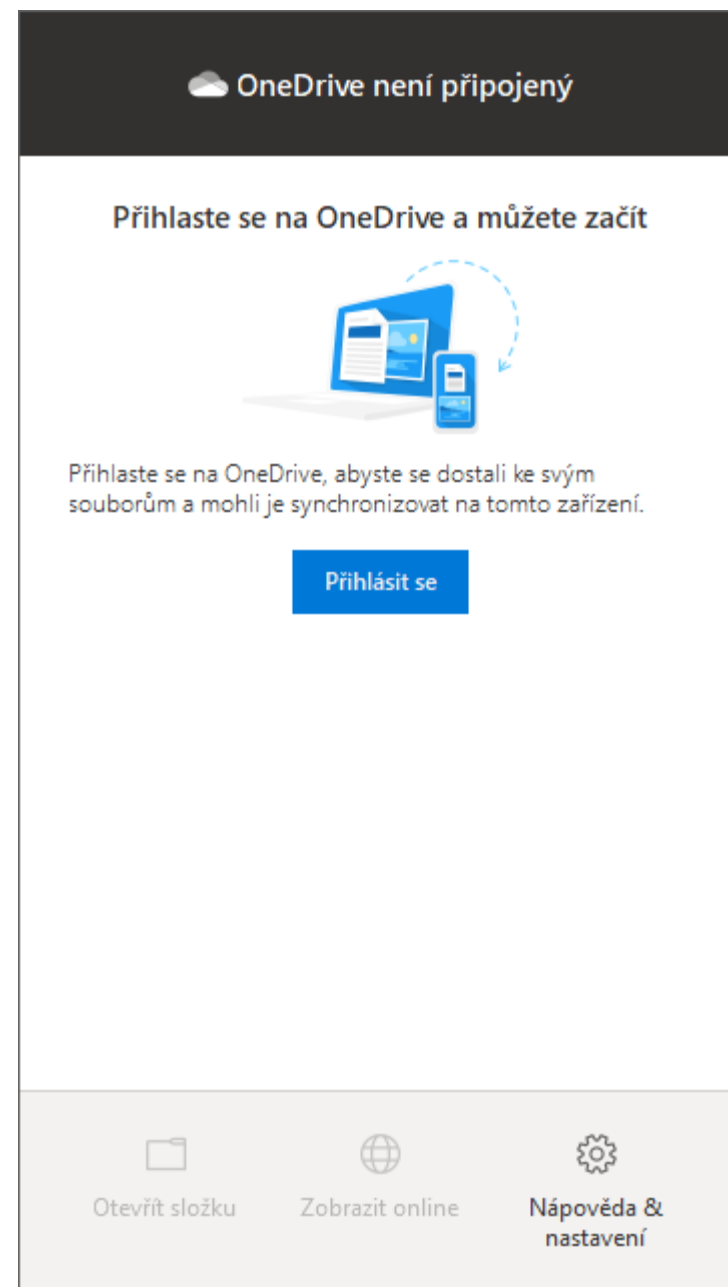 OneDrive není připojený
Přihlaste se na OneDrive a můžete začít
Přihlaste se na OneDrive, abyste se dostali ke svým
souborům a mohli je synchronizovat na tomto zařízení.
Přihlásit se
Otevřít složku
Zobrazit online
Nápověda &
nastavení